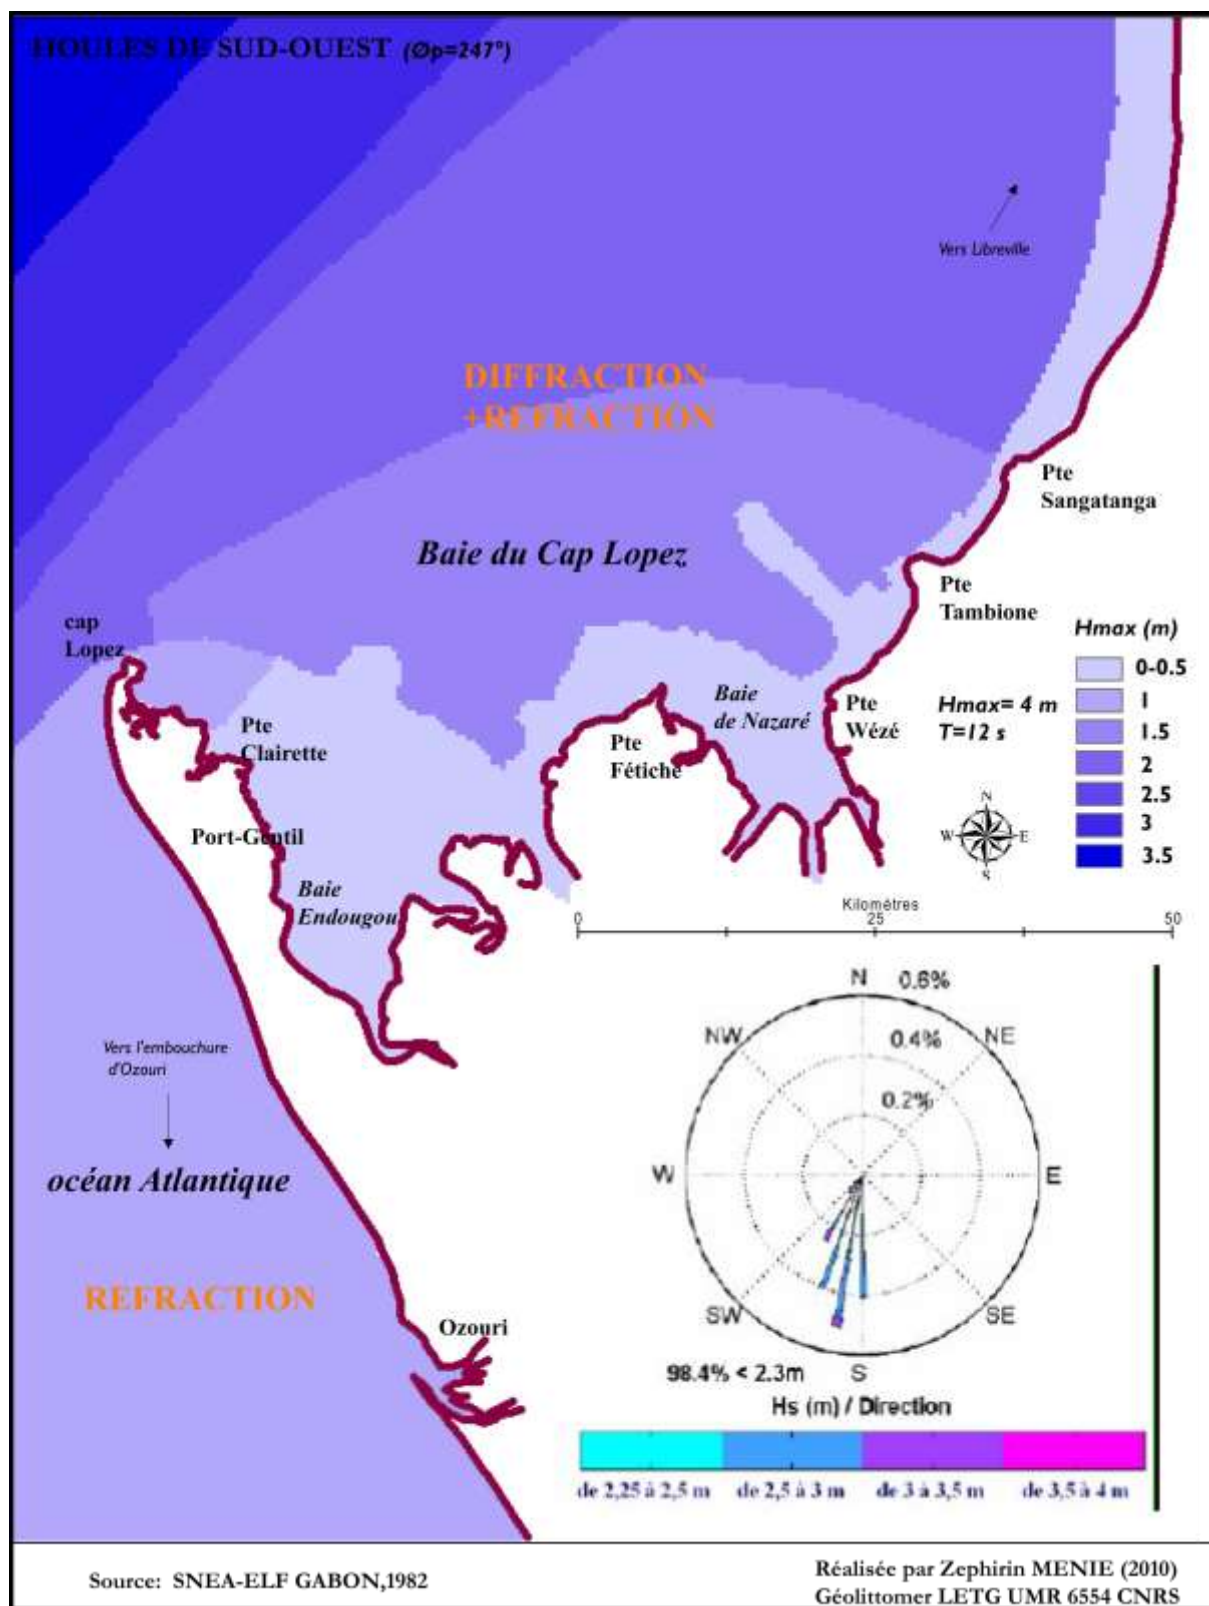 HOULES DE SUD-OUEST (Øp=247°)
Vers Libreville
DIFFRACTION
+REFRACTION
Baie du Cap Lopez
Pte
Sangatanga
Pte
Tambione
cap
Lopez
Pte
Clairette
Baie
de Nazaré
Pte
Wézé
Pte
Fétiche
Port-Gentil
Baie
Endougou
Hmax= 4 m
T=12 s
Hmax (m)
0-0.5
1
1.5
2
2.5
3
3.5
N
W E
S
Kilomètres
0 25 50
Vers l'embouchure
d'Ozouri
océan Atlantique
REFRACTION
Ozouri
N 0.6%
NW 0.4% NE
0.2%
W E
SW SE
98.4% < 2.3m S
Hs (m) / Direction
de 2,25 à 2,5 m de 2,5 à 3 m de 3 à 3,5 m de 3,5 à 4 m
Source: SNEA-ELF GABON,1982
Réalisée par Zephirin MENIE (2010)
Géolittomer LETG UMR 6554 CNRS